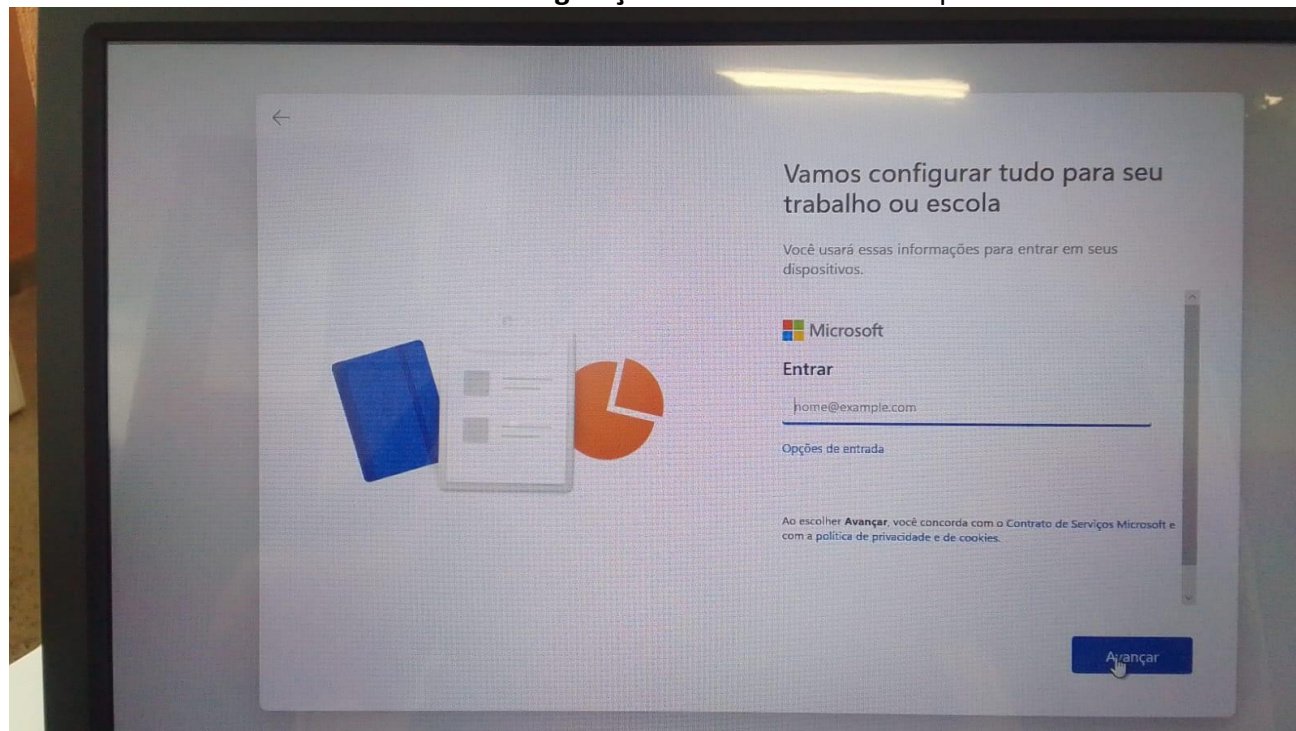 Vamos configurar tudo para seu
trabalho ou escola
Você usará essas informações para entrar em seus
dispositivos.
Microsoft
Entrar
nome@example.com
Opções de entrada
Ao escolher Avançar, você concorda com o Contrato de Serviços Microsoft e
com a política de privacidade e de cookies.
Avançar